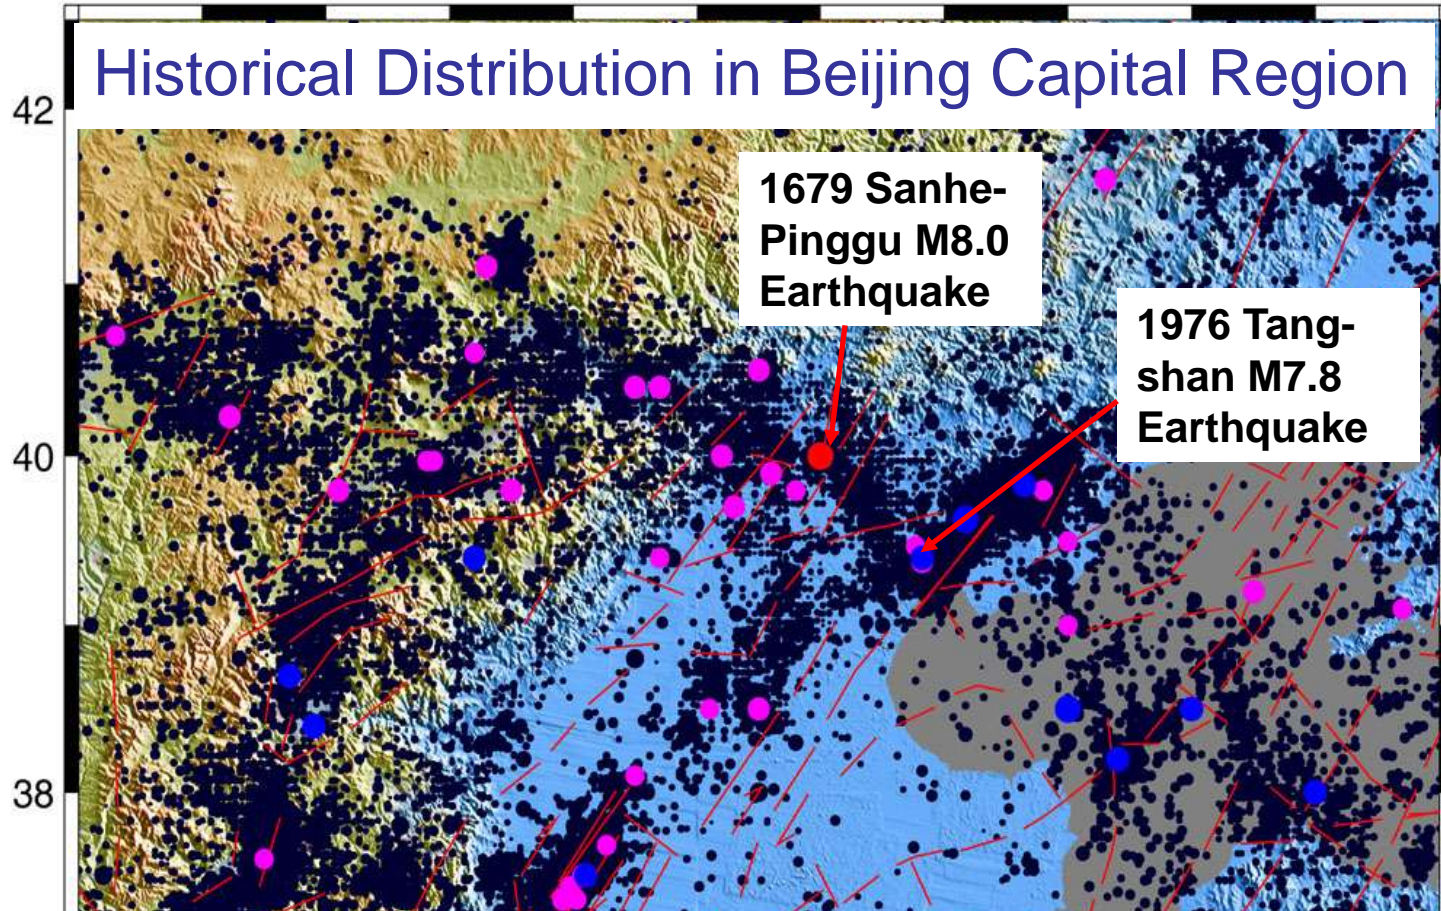 Historical Distribution in Beijing Capital Region
42
1679 Sanhe-
Pinggu M8.0
Earthquake
1976 Tang-
shan M7.8
Earthquake
40
38